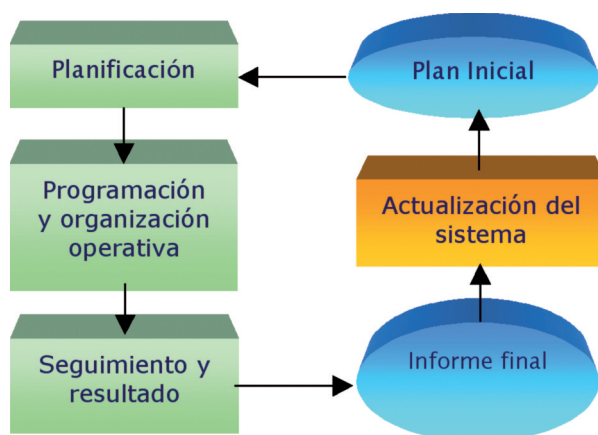 Planificación
Programación
y organización
operativa
Seguimiento y
resultado
Plan Inicial
Actualización del
sistema
Informe final